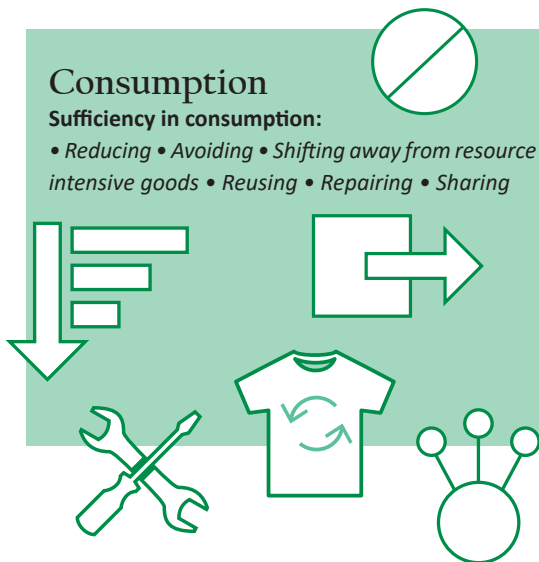 Consumption
Sufficiency in consumption:
• Reducing • Avoiding • Shifting away from resource
intensive goods • Reusing • Repairing • Sharing